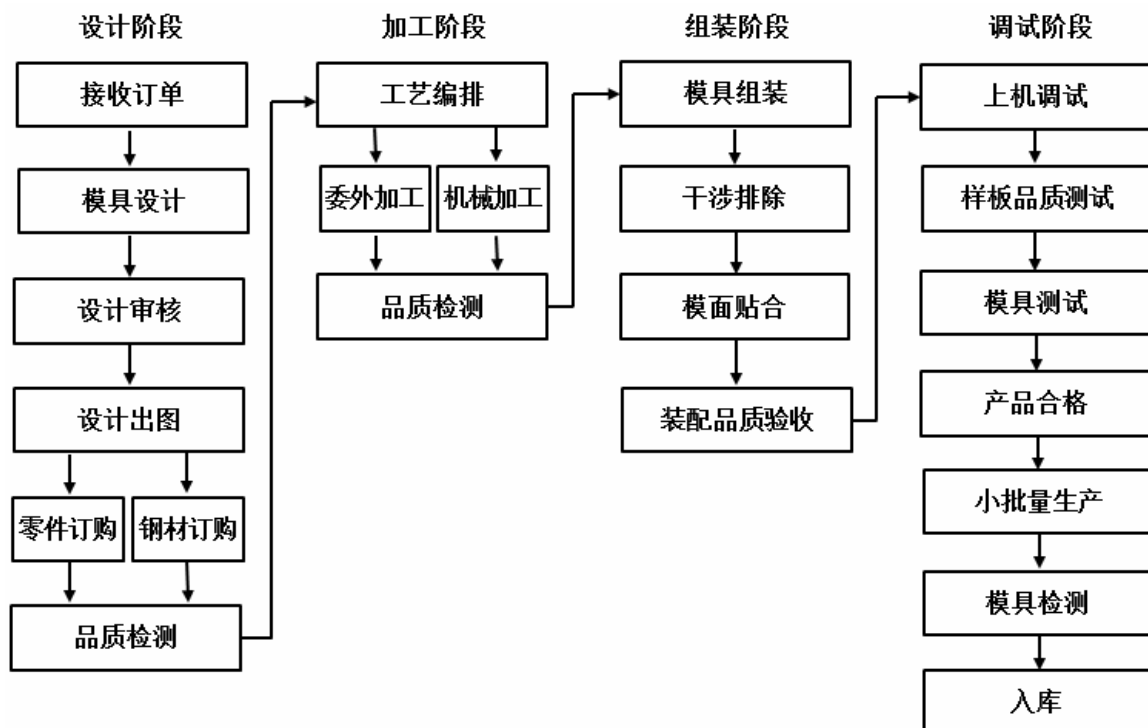 设计阶段
接收订单
模具设计
设计审核
设计出图
零件订购
钢材订购
品质检测
加工阶段
工艺编排
委外加工
机械加工
品质检测
组装阶段
模具组装
干涉排除
模面贴合
装配品质验收
调试阶段
上机调试
样板品质测试
模具测试
产品合格
小批量生产
模具检测
入库